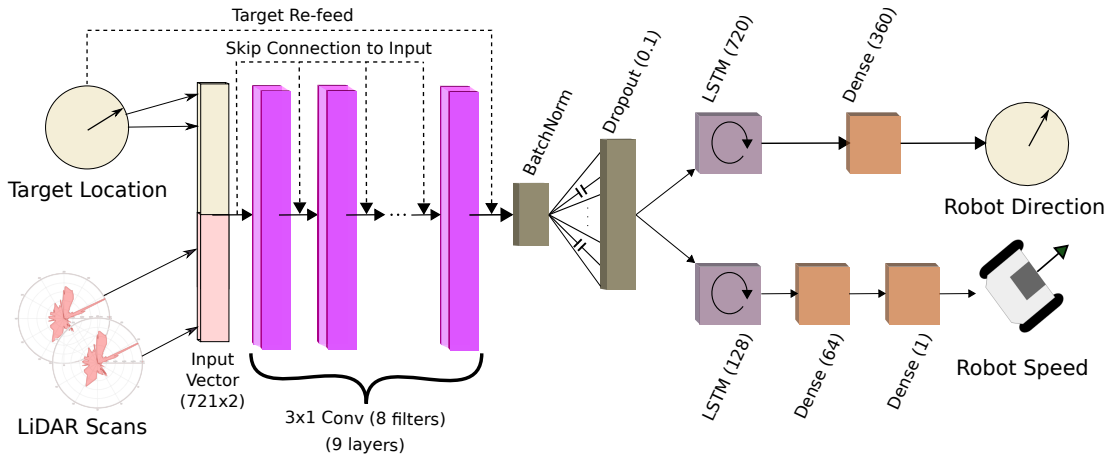 Target Re-feed
Skip Connection to Input
Target Location
LiDAR Scans
Input
Vector
(721x2)
3x1 Conv (8 filters)
(9 layers)
BatchNorm
Dropout (0.1)
LSTM (720)
Dense (360)
Robot Direction
LSTM (128)
Dense (64)
Dense (1)
Robot Speed